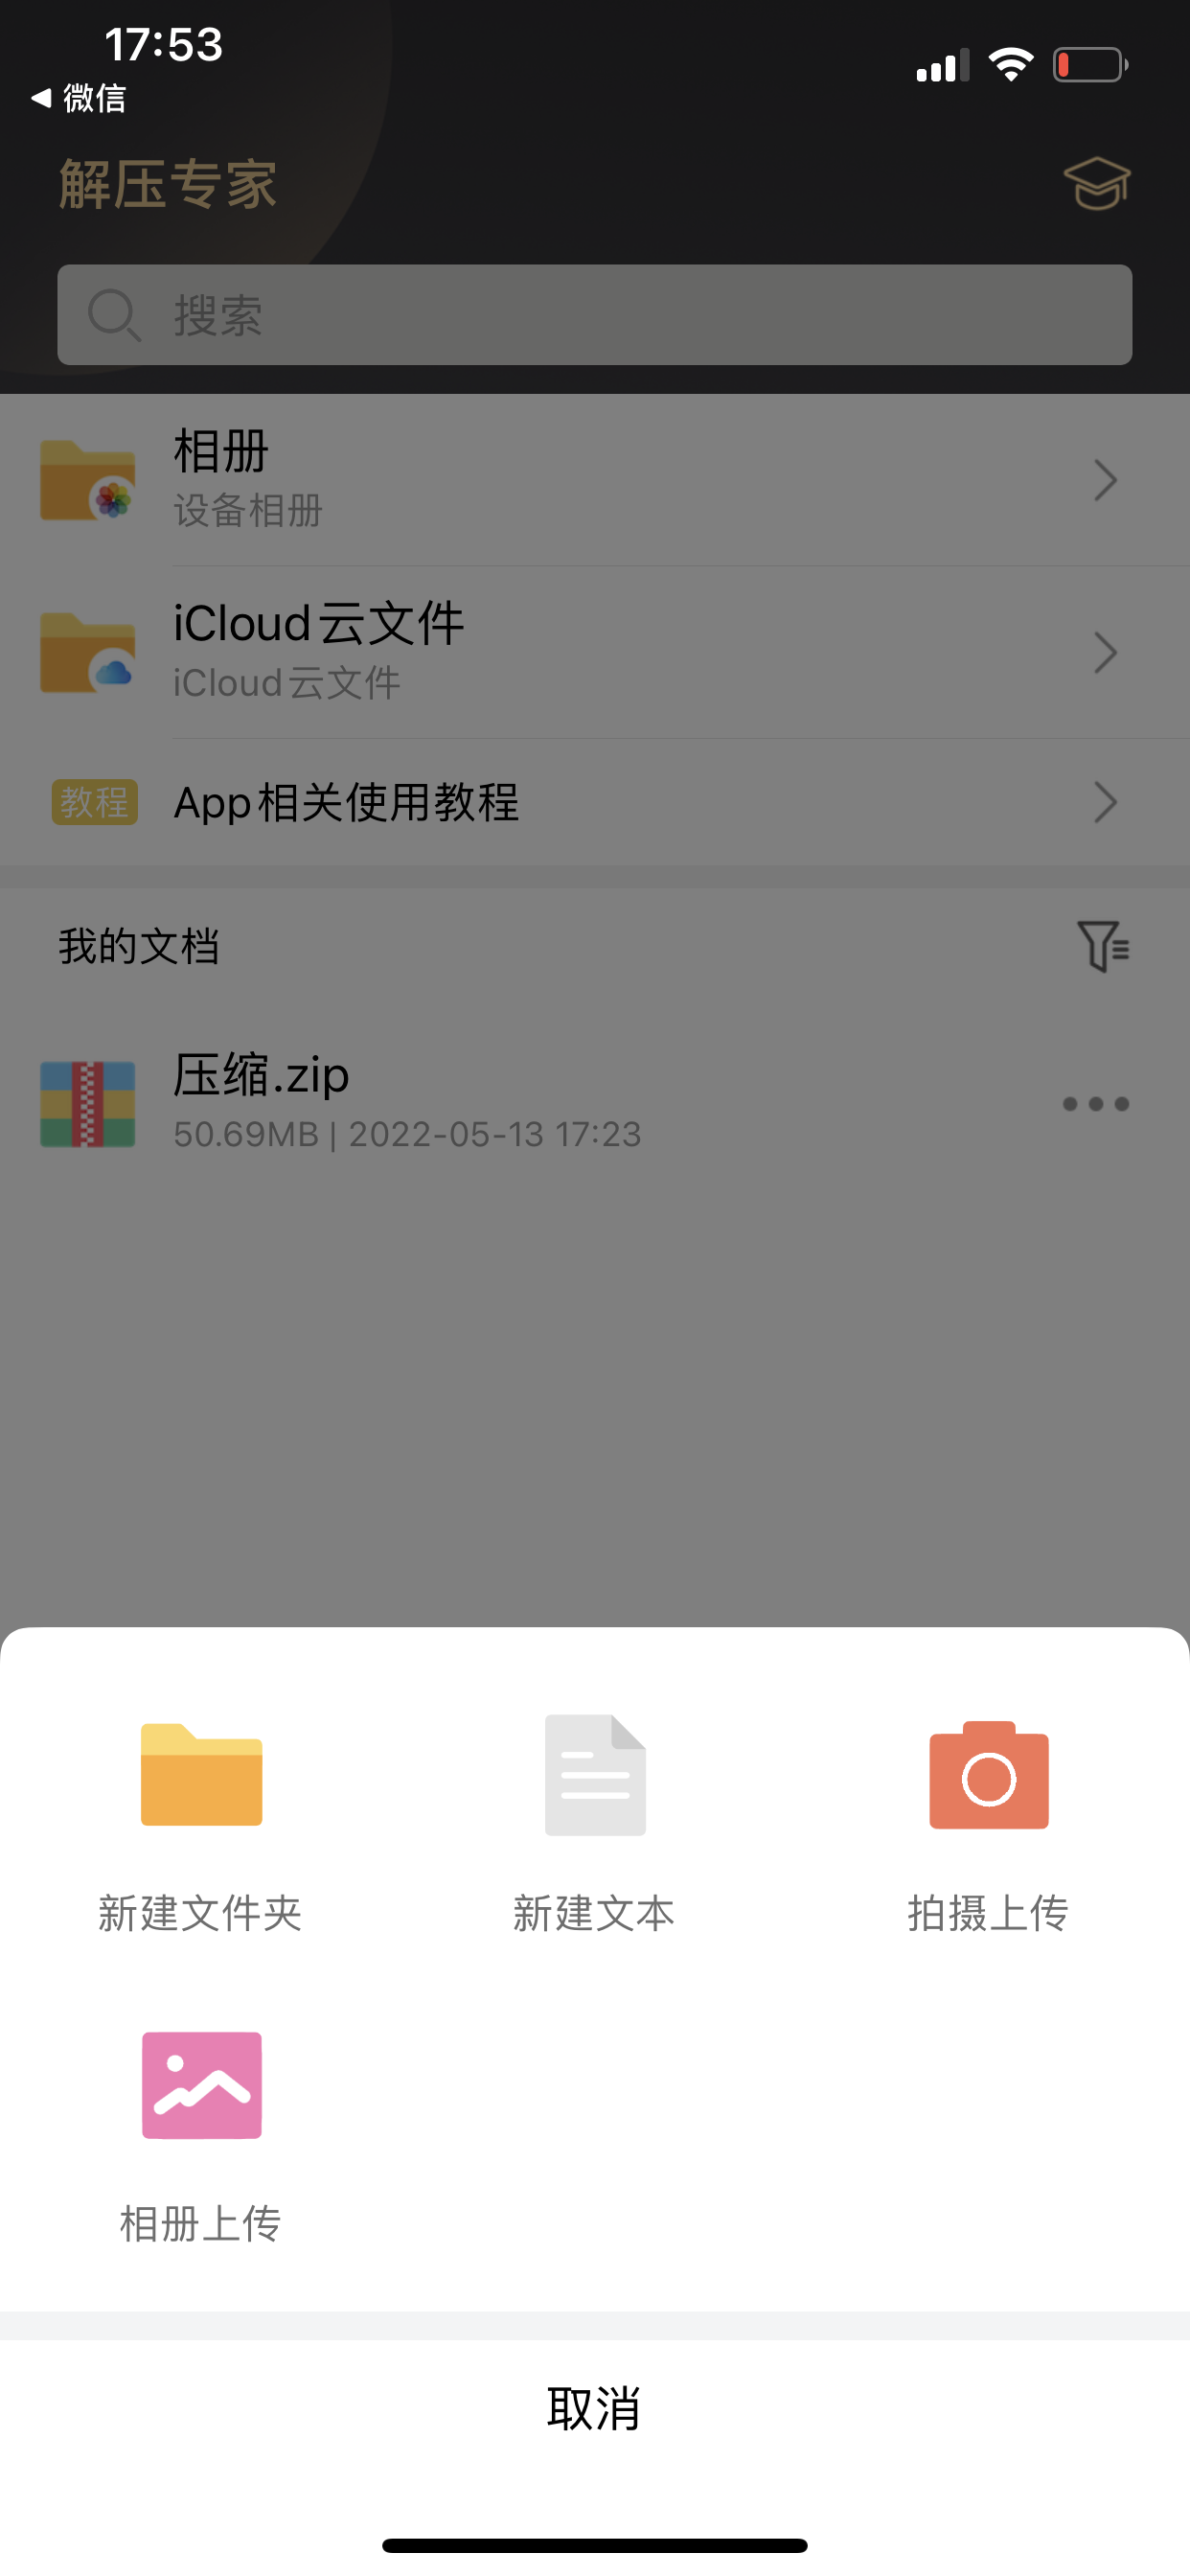 17:53
微信
解压专家
搜索
相册
设备相册
iCloud云文件
iCloud云文件
教程 App相关使用教程
我的文档
压缩.zip
50.69MB | 2022-05-13 17:23
新建文件夹 新建文本 拍摄上传
相册上传
取消